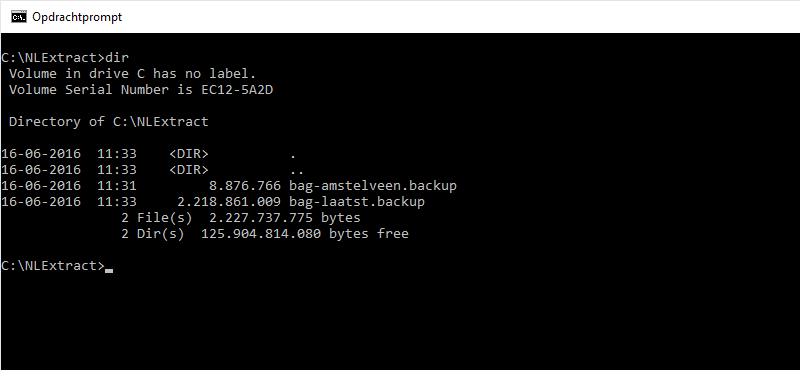 Opdrachtprompt
C:\NLExtract>dir
 Volume in drive C has no label.
 Volume Serial Number is EC12-5A2D
 Directory of C:\NLExtract
16-06-2016  11:33    <DIR>          .
16-06-2016  11:33    <DIR>          ..
16-06-2016  11:31         8.876.766 bag-amstelveen.backup
16-06-2016  11:33     2.218.861.009 bag-laatst.backup
               2 File(s)  2.227.737.775 bytes
               2 Dir(s)  125.904.814.080 bytes free
C:\NLExtract>